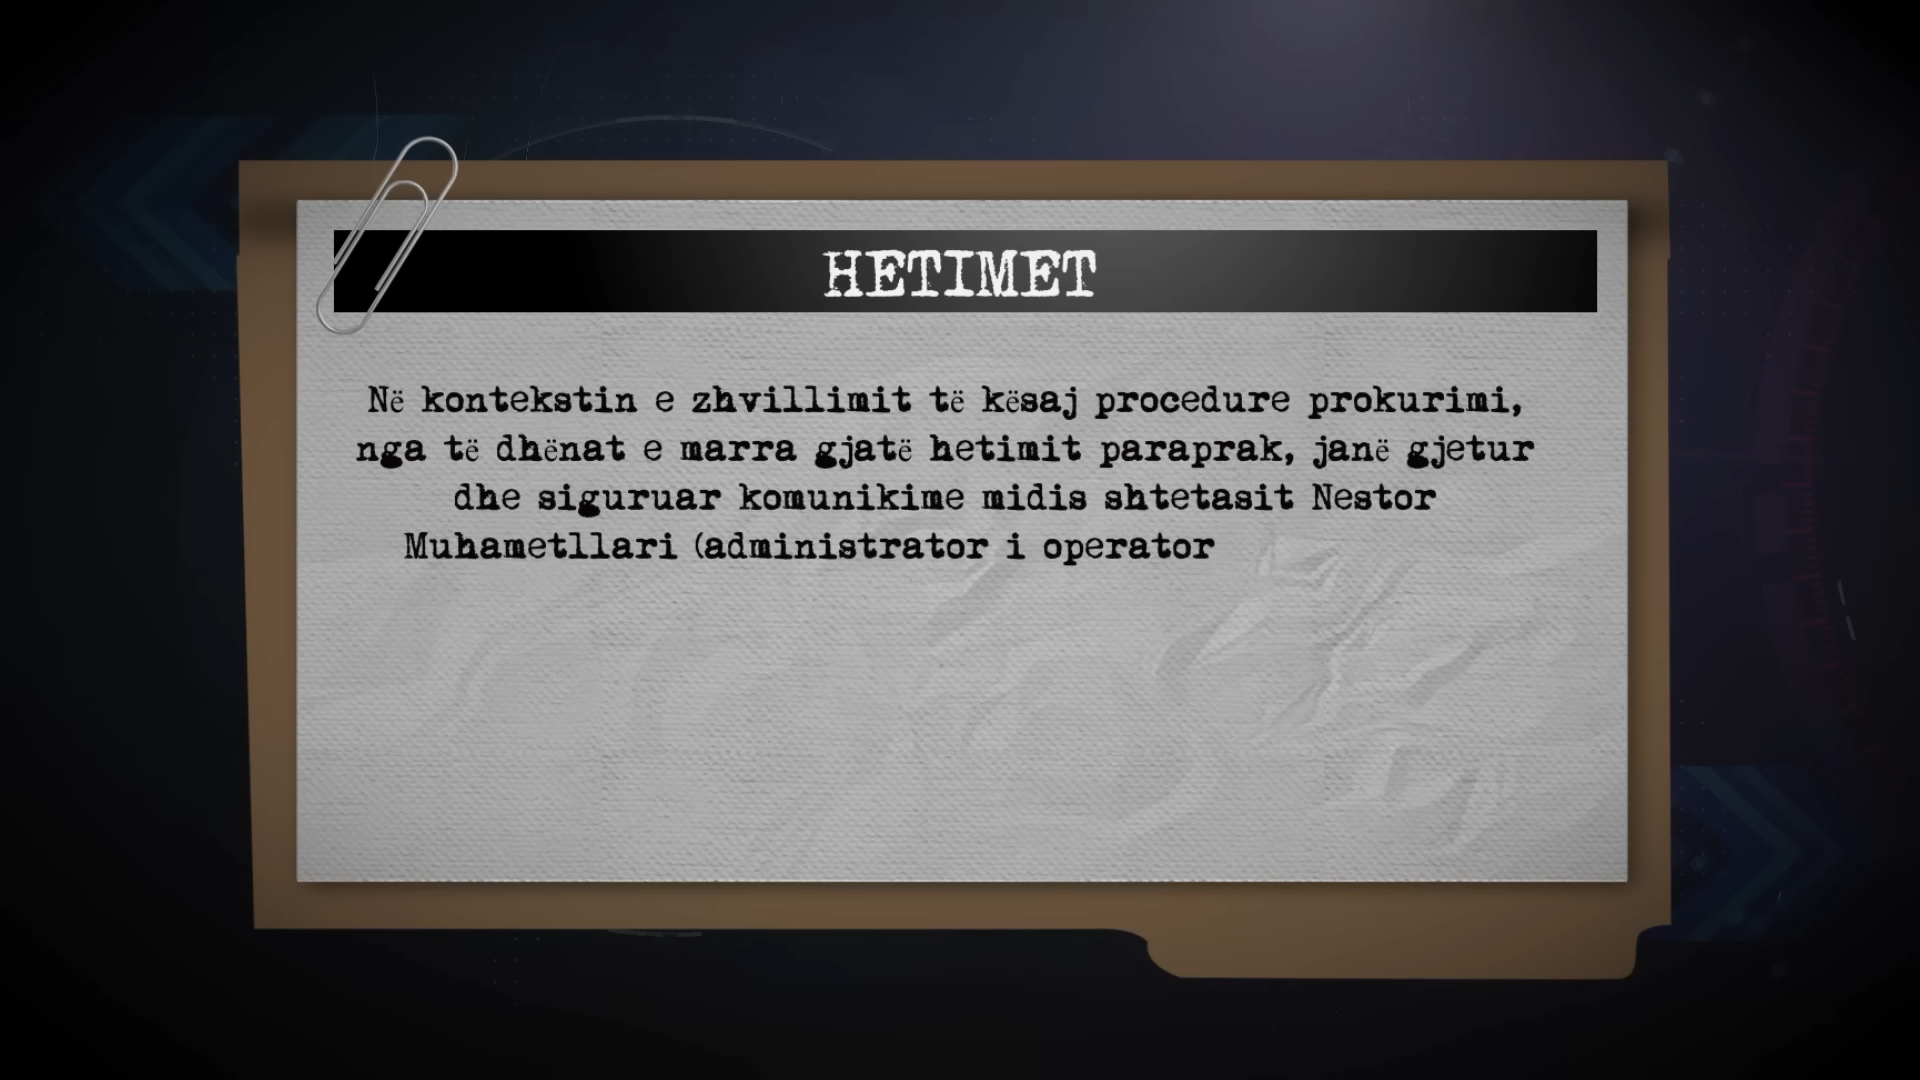 HETIMET
Në kontekstin e zhvillimit të kësaj procedure prokurimi,
nga të dhënat e marra gjatë hetimit paraprak, janë gjetur
dhe siguruar komunikime midis shtetasit Nestor
Muhametllari (administrator i operator